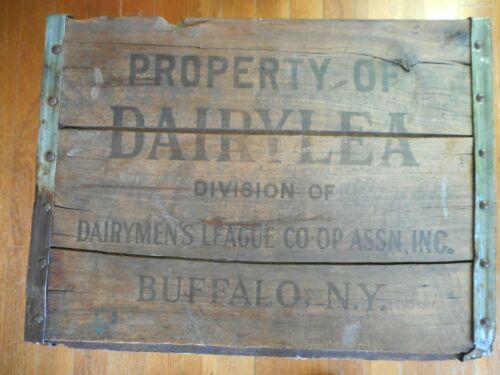 PROPERTY OF
DAIRYLEA
DIVISION OF
DAIRYMEN'S LEAGUE CO-OP ASSN, INC.
BUFFALO, N.Y.